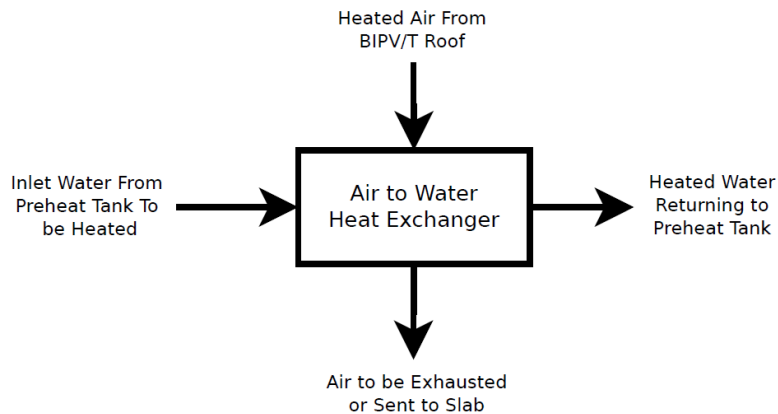 Heated Air From
BIPV/T Roof
Inlet Water From
Preheat Tank To
be Heated
Air to Water
Heat Exchanger
Heated Water
Returning to
Preheat Tank
Air to be Exhausted
or Sent to Slab